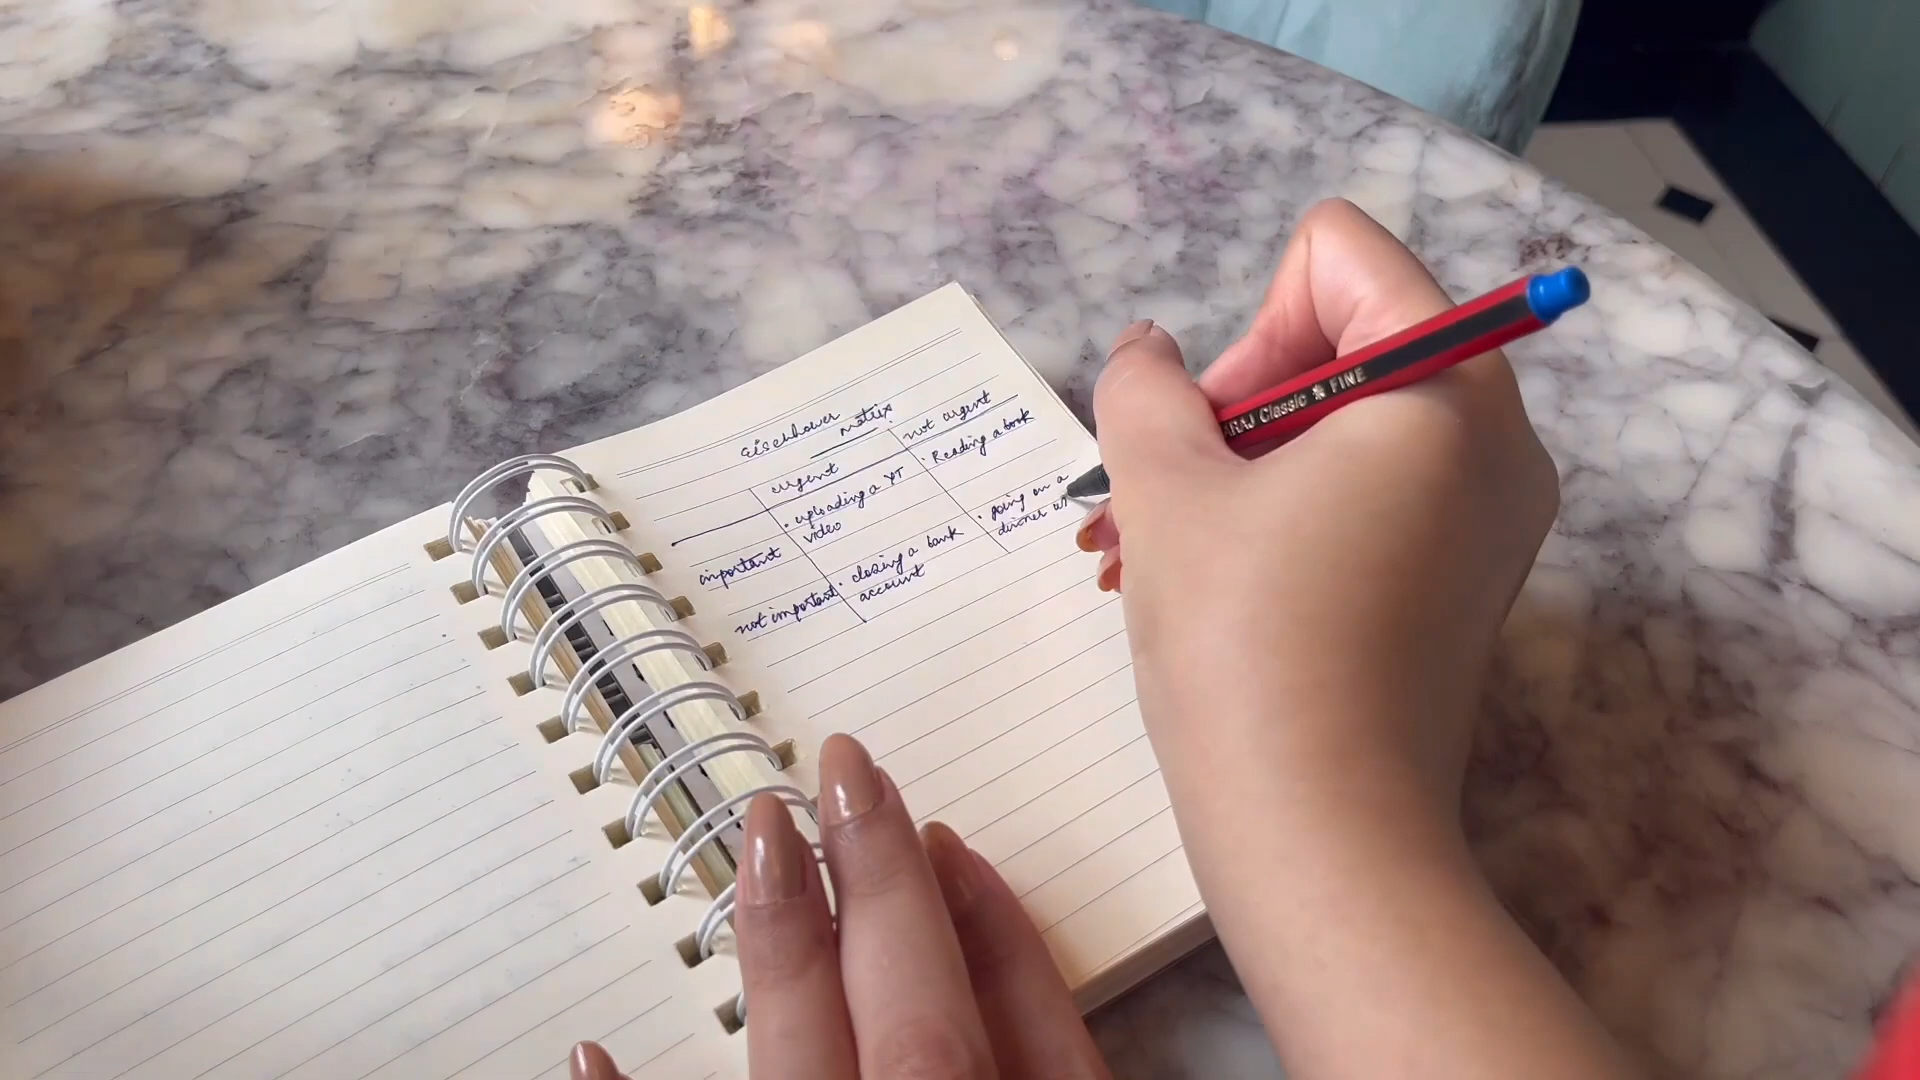 Eisenhower
matrix
urgent
not urgent
important
• uploading a YT
video
• Reading a book
not important
• closing a bank
account
• going on a
dinner
ARAJ Classic FINE